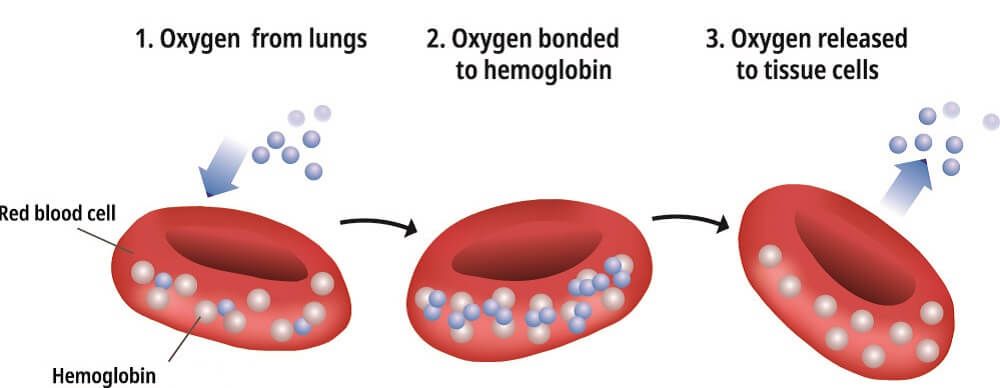 1. Oxygen from lungs
2. Oxygen bonded
to hemoglobin
3. Oxygen released
to tissue cells
Red blood cell
Hemoglobin